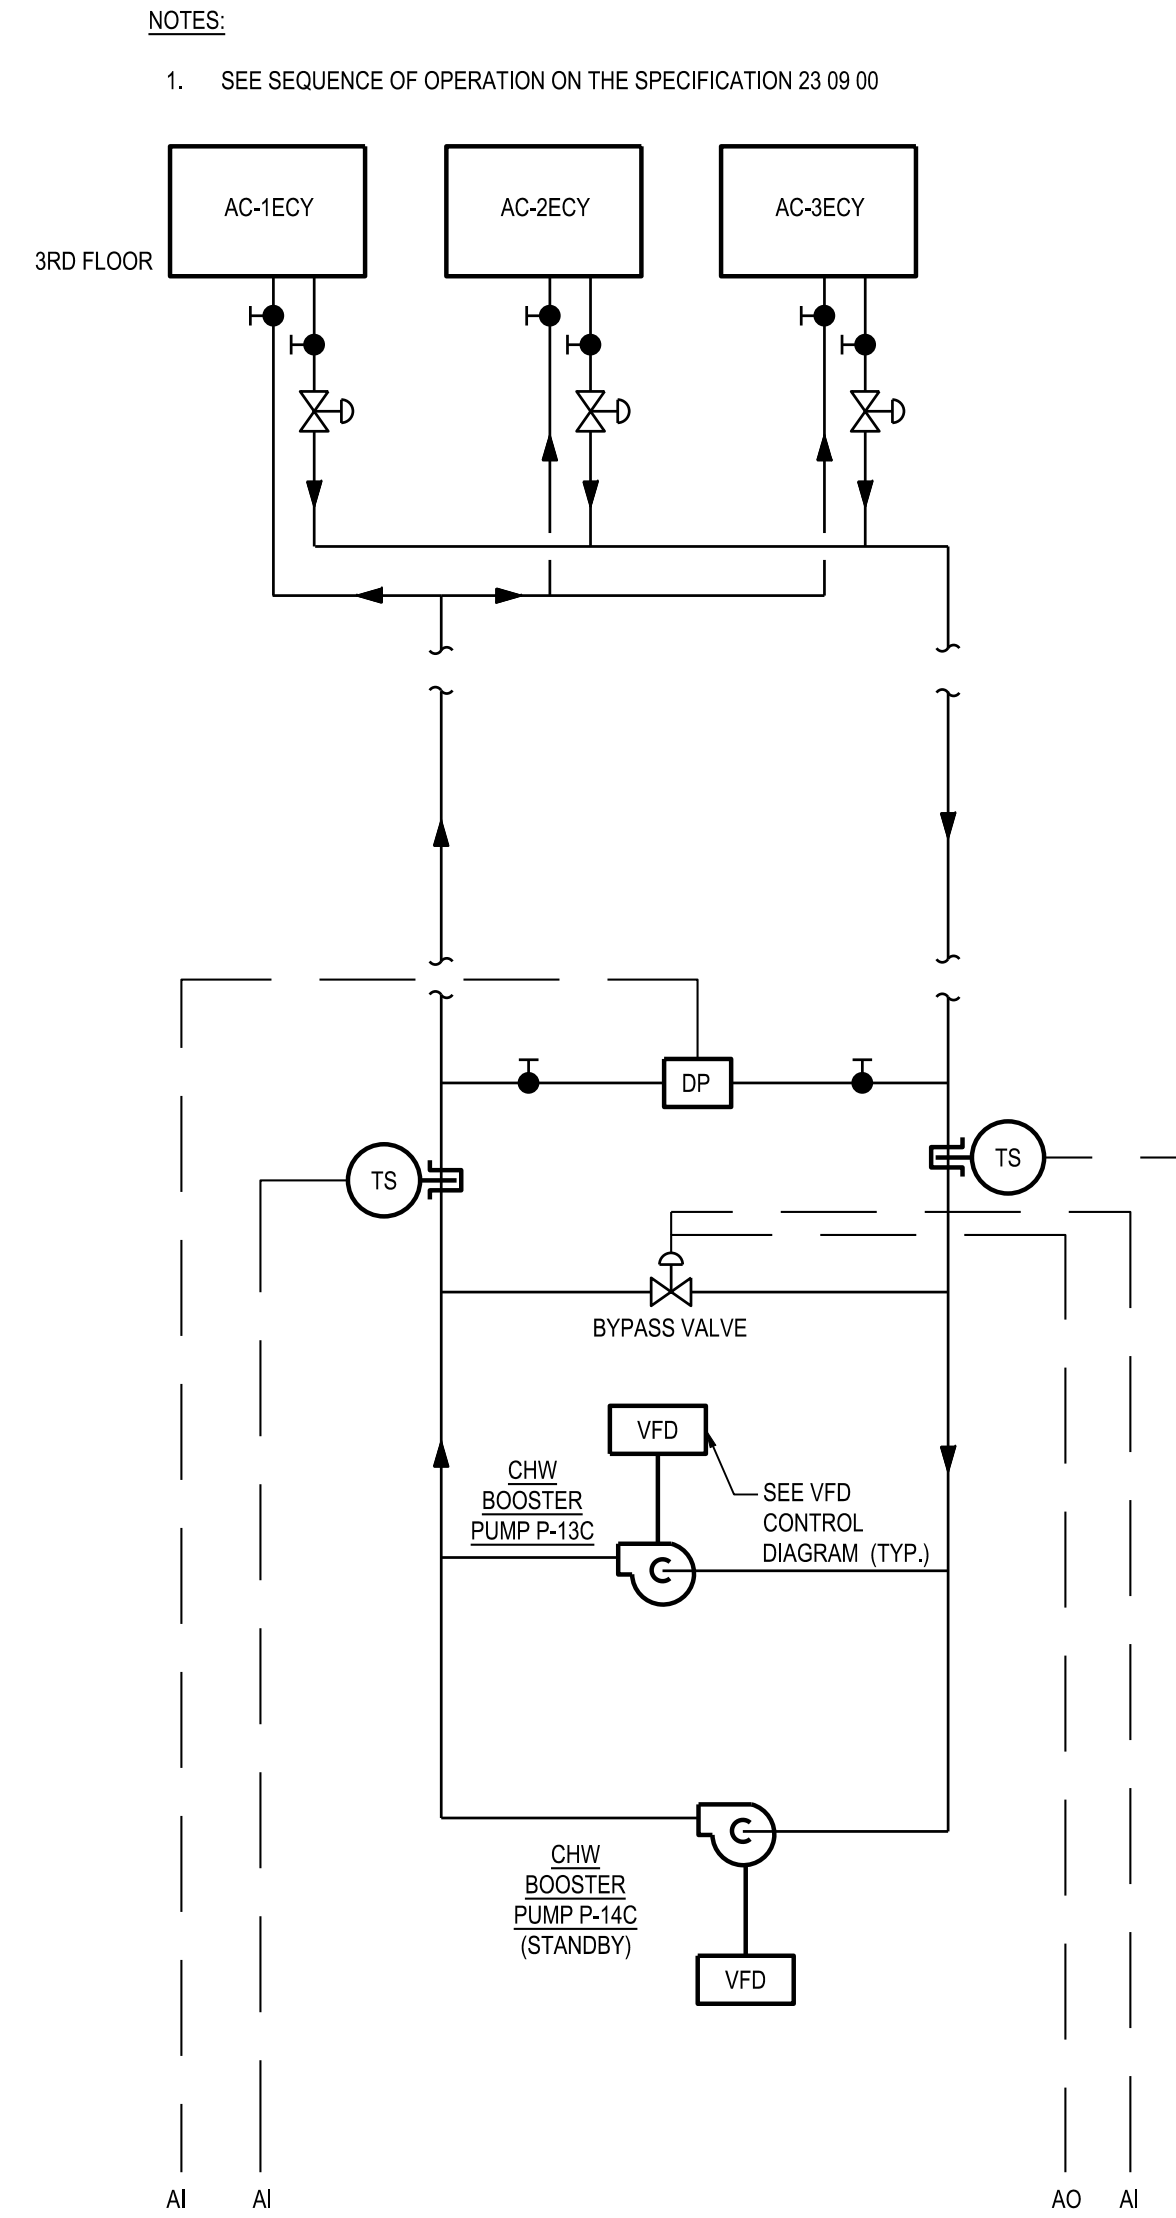 NOTES:
1. SEE SEQUENCE OF OPERATION ON THE SPECIFICATION 23 09 00
AC-1ECY
AC-2ECY
AC-3ECY
3RD FLOOR
DP
TS
TS
BYPASS VALVE
VFD
CHW
BOOSTER
PUMP P-13C
SEE VFD
CONTROL
DIAGRAM (TYP.)
CHW
BOOSTER
PUMP P-14C
(STANDBY)
VFD
AI
AI
AO
AI